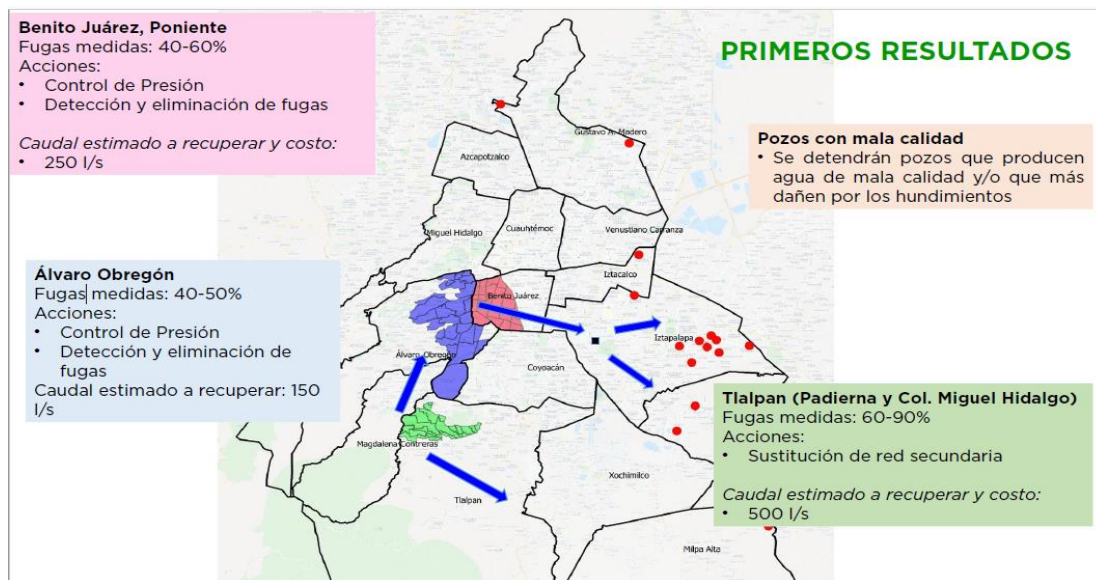 Benito Juárez, Poniente
Fugas medidas: 40-60%
Acciones:
• Control de Presión
• Detección y eliminación de fugas
Caudal estimado a recuperar y costo:
• 250 l/s
PRIMEROS RESULTADOS
Pozos con mala calidad
• Se detendrán pozos que producen
agua de mala calidad y/o que más
dañen por los hundimientos
Álvaro Obregón
Fugas medidas: 40-50%
Acciones:
• Control de Presión
• Detección y eliminación de
fugas
Caudal estimado a recuperar: 150
l/s
Tlalpan (Padierna y Col. Miguel Hidalgo)
Fugas medidas: 60-90%
Acciones:
• Sustitución de red secundaria
Caudal estimado a recuperar y costo:
• 500 l/s
Gustavo A. Madero
Azcapotzalco
Miguel Hidalgo
Cuauhtémoc
Venustiano Carranza
Iztacalco
Benito Juárez
Iztapalapa
Álvaro Obregón
Coyoacán
Magdalena Contreras
Tlalpan
Xochimilco
Milpa Alta